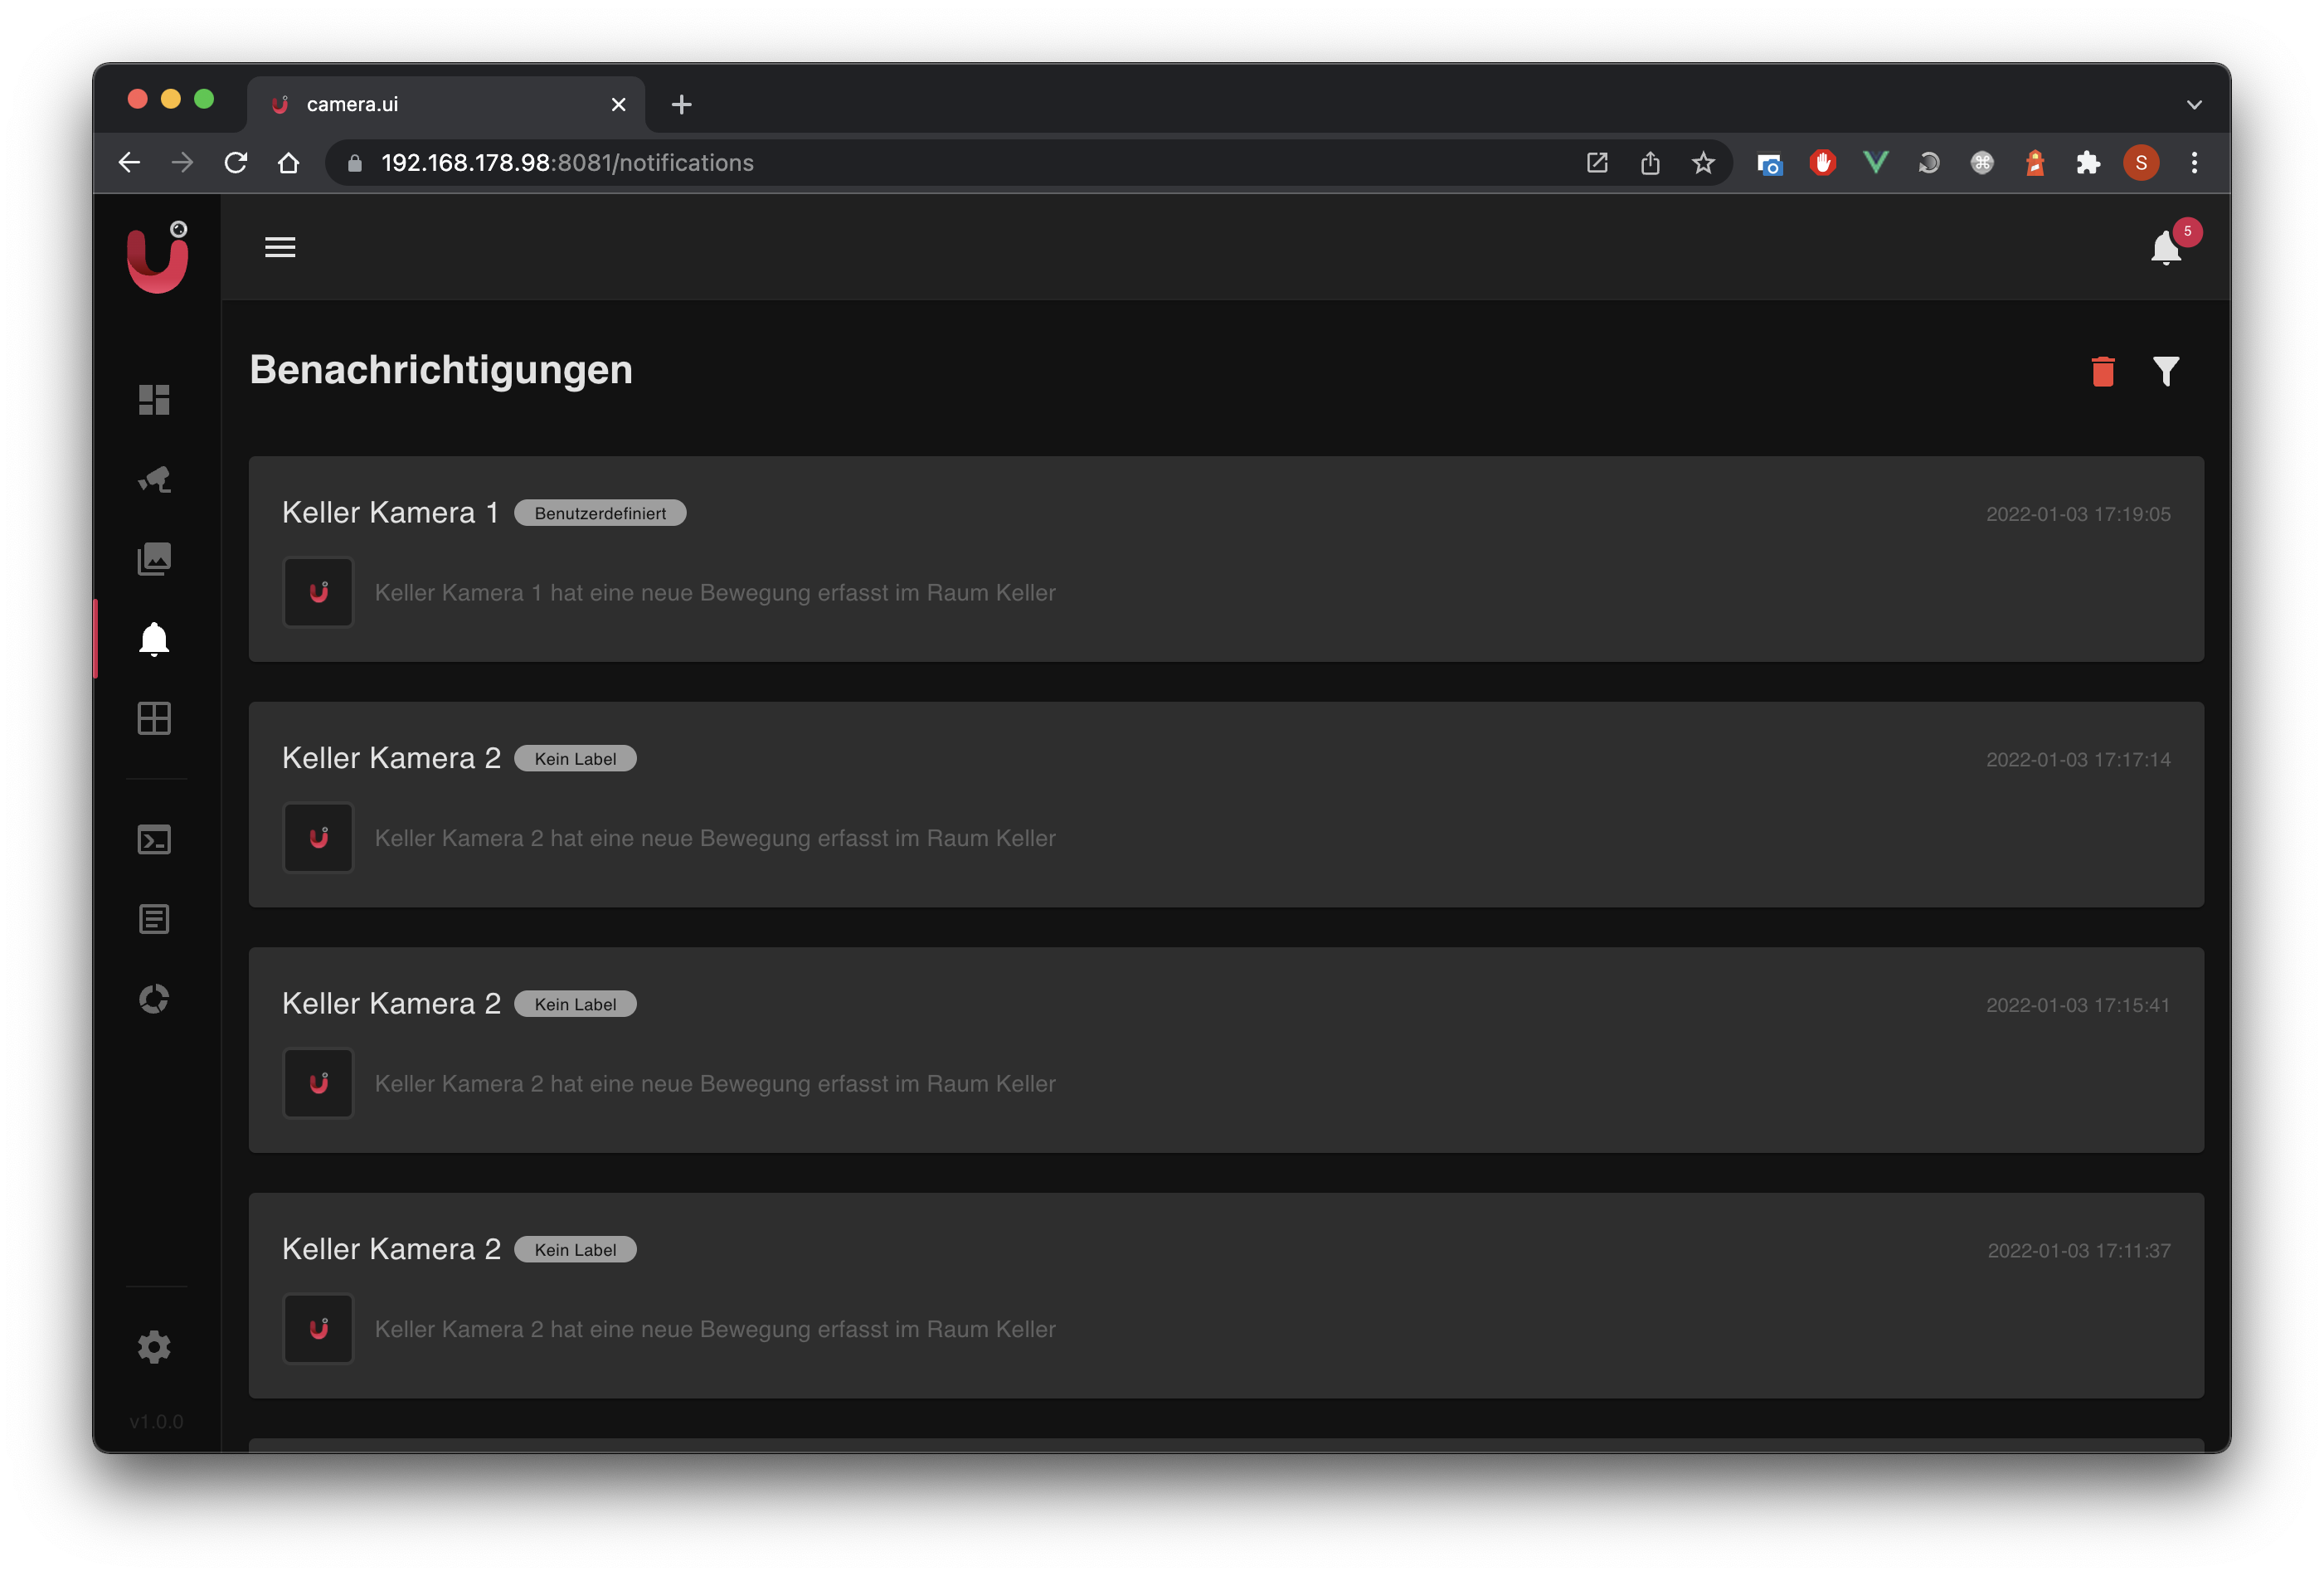 camera.ui
192.168.178.98:8081/notifications
S
5
Benachrichtigungen
Keller Kamera 1 Benutzerdefiniert 2022-01-03 17:19:05
Keller Kamera 1 hat eine neue Bewegung erfasst im Raum Keller
Keller Kamera 2 Kein Label 2022-01-03 17:17:14
Keller Kamera 2 hat eine neue Bewegung erfasst im Raum Keller
Keller Kamera 2 Kein Label 2022-01-03 17:15:41
Keller Kamera 2 hat eine neue Bewegung erfasst im Raum Keller
Keller Kamera 2 Kein Label 2022-01-03 17:11:37
Keller Kamera 2 hat eine neue Bewegung erfasst im Raum Keller
v1.0.0